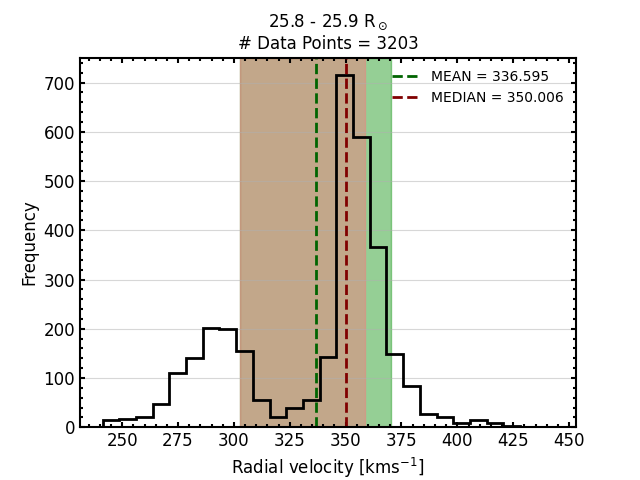 25.8 - 25.9 R⊙
# Data Points = 3203
MEAN = 336.595
MEDIAN = 350.006
700
600
500
400
300
200
100
0
Frequency
250 275 300 325 350 375 400 425 450
Radial velocity [kms⁻¹]